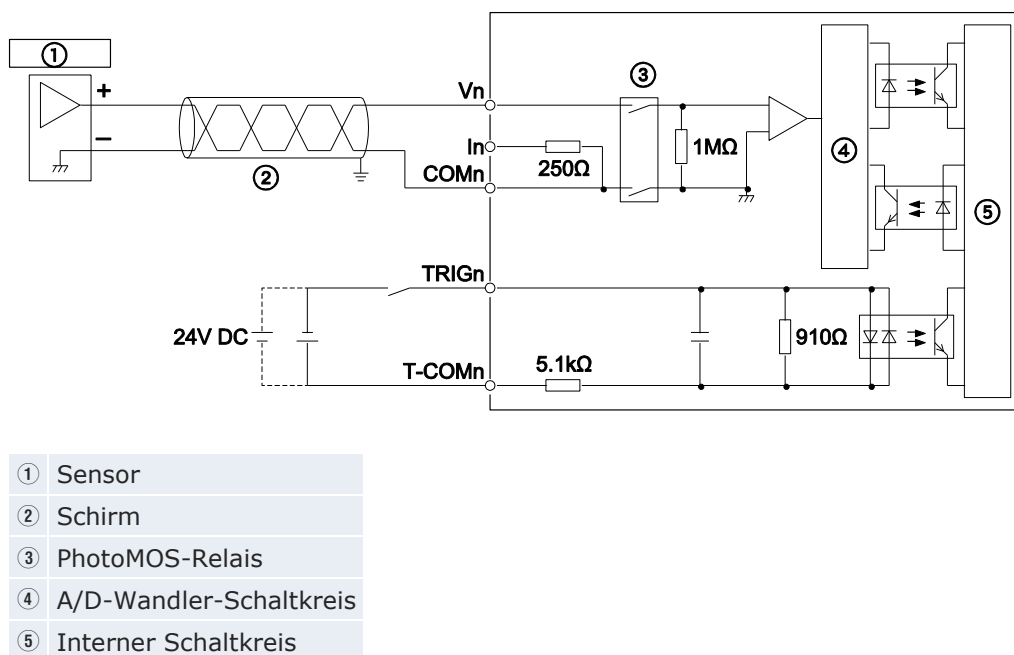 ①
+
−
②
Vn
In
COMn
250Ω
③
1MΩ
④
⑤
TRIGn
24V DC
T-COMn
5.1kΩ
910Ω
① Sensor
② Schirm
③ PhotoMOS-Relais
④ A/D-Wandler-Schaltkreis
⑤ Interner Schaltkreis